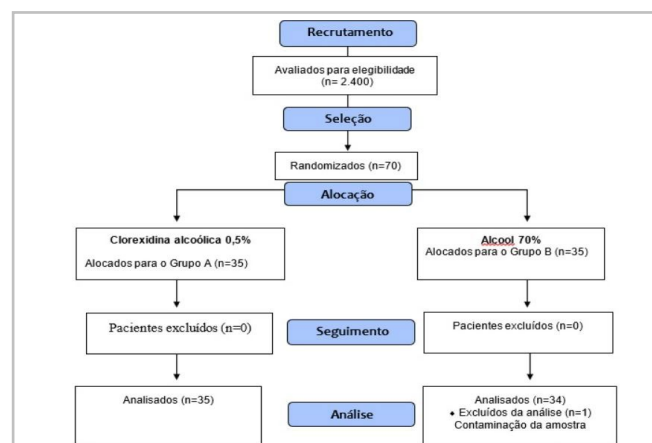 Recrutamento
Avaliados para elegibilidade
(n= 2.400)
Seleção
Randomizados (n=70)
Alocação
Clorexidina alcoólica 0,5%
Alocados para o Grupo A (n=35)
Alcool 70%
Alocados para o Grupo B (n=35)
Pacientes excluídos (n=0)
Seguimento
Pacientes excluídos (n=0)
Analisados (n=35)
Análise
Analisados (n=34)
♦ Excluídos da análise (n=1)
Contaminação da amostra